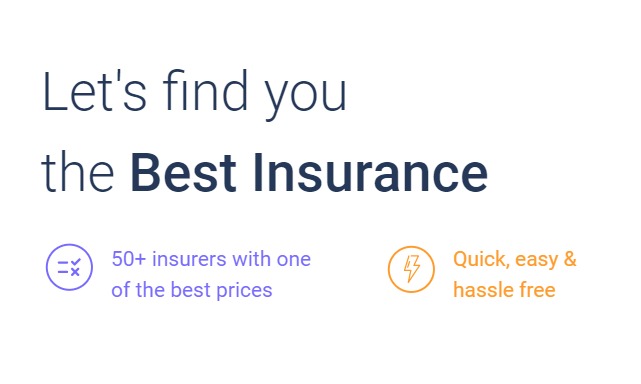 Let's find you
the Best Insurance
50+ insurers with one
of the best prices
Quick, easy &
hassle free